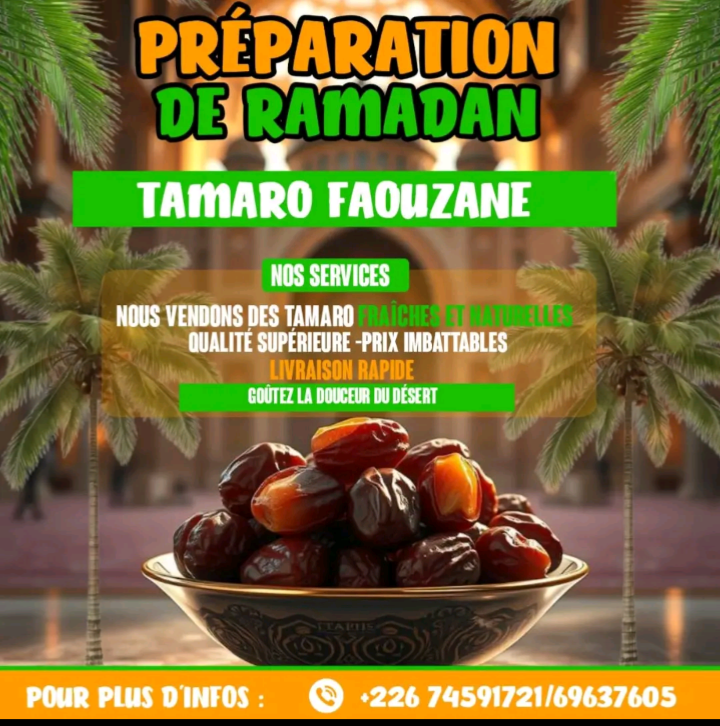 PRÉPARATION
DE RAMADAN
TAMARO FAOUZANE
NOS SERVICES
NOUS VENDONS DES TAMARO FRAÎCHES ET NATURELLES
QUALITÉ SUPÉRIEURE -PRIX IMBATTABLES
LIVRAISON RAPIDE
GOÛTEZ LA DOUCEUR DU DÉSERT
POUR PLUS D'INFOS : +226 74591721/69637605